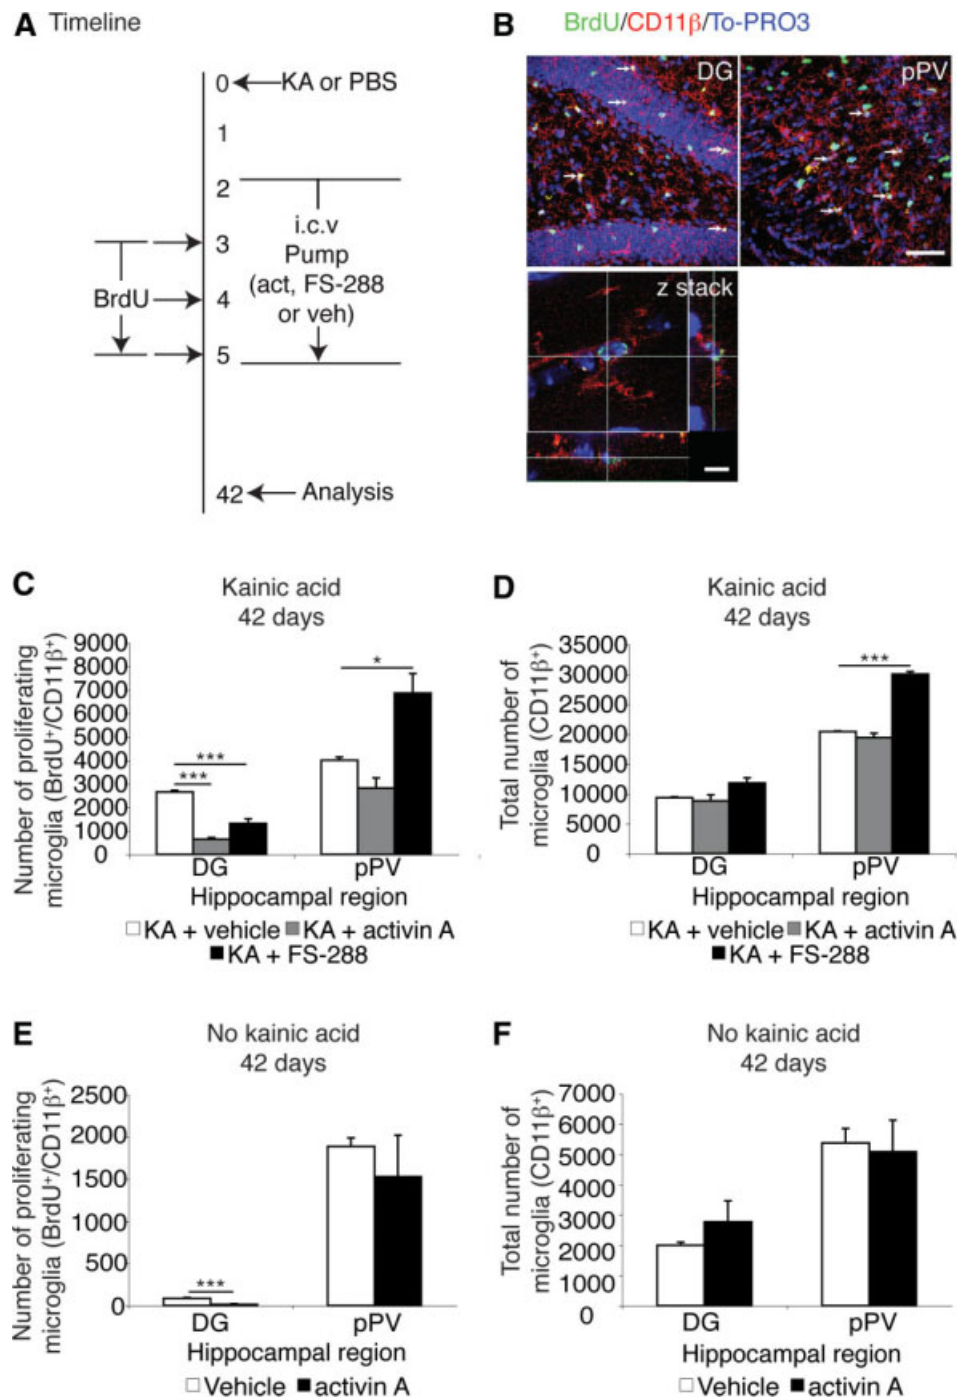 A Timeline
0
KA or PBS
1
2
i.c.v
Pump
(act, FS-288
or veh)
3
BrdU
4
5
42
Analysis
B BrdU/CD11β/To-PRO3
DG
pPV
z stack
C
Kainic acid
42 days
Number of proliferating
microglia (BrdU+/CD11β+)
9000
8000
7000
6000
5000
4000
3000
2000
1000
0
***
***
*
DG
pPV
Hippocampal region
KA + vehicle KA + activin A
KA + FS-288
D
Kainic acid
42 days
Total number of
microglia (CD11β+)
35000
30000
25000
20000
15000
10000
5000
0
***
DG
pPV
Hippocampal region
KA + vehicle KA + activin A
KA + FS-288
E
No kainic acid
42 days
Number of proliferating
microglia (BrdU+/CD11β+)
2500
2000
1500
1000
500
0
***
DG
pPV
Hippocampal region
Vehicle activin A
F
No kainic acid
42 days
Total number of
microglia (CD11β+)
7000
6000
5000
4000
3000
2000
1000
0
DG
pPV
Hippocampal region
Vehicle activin A